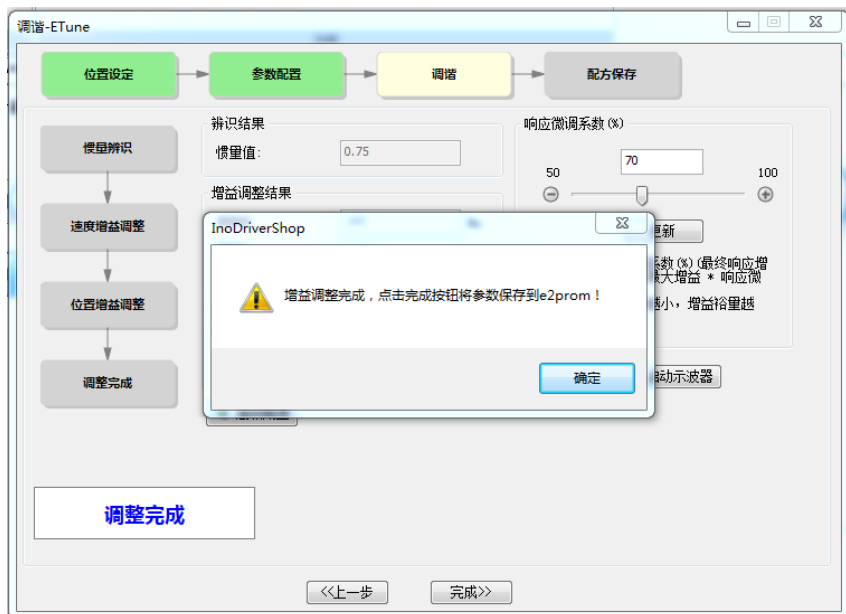 调谐-ETune
位置设定
参数配置
调谐
配方保存
惯量辨识
速度增益调整
位置增益调整
调整完成
辨识结果
惯量值:
0.75
增益调整结果
响应微调系数(%)
50
70
100
更新
系数(%)(最终响应增
最大增益 * 响应微
越小，增益裕量越
启动示波器
InoDriverShop
增益调整完成，点击完成按钮将参数保存到e2prom！
确定
调整完成
<<上一步
完成>>